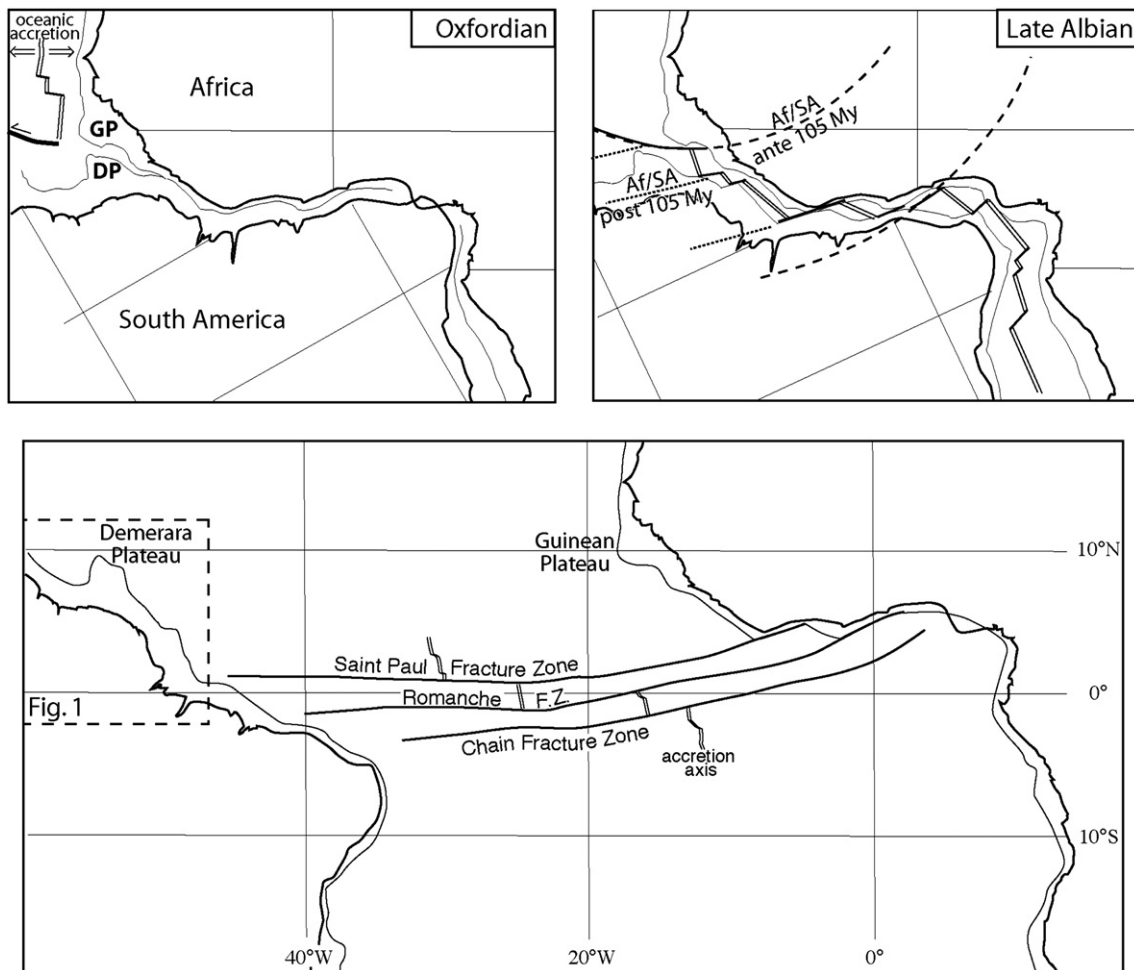 oceanic
accretion
Oxfordian
Africa
GP
DP
South America
Late Albian
Af/SA
ante 105 My
Af/SA
post 105 My
Demerara
Plateau
Guinean
Plateau
10°N
Saint Paul Fracture Zone
Romanche F.Z.
0°
Fig. 1
Chain Fracture Zone
accretion
axis
10°S
40°W
20°W
0°